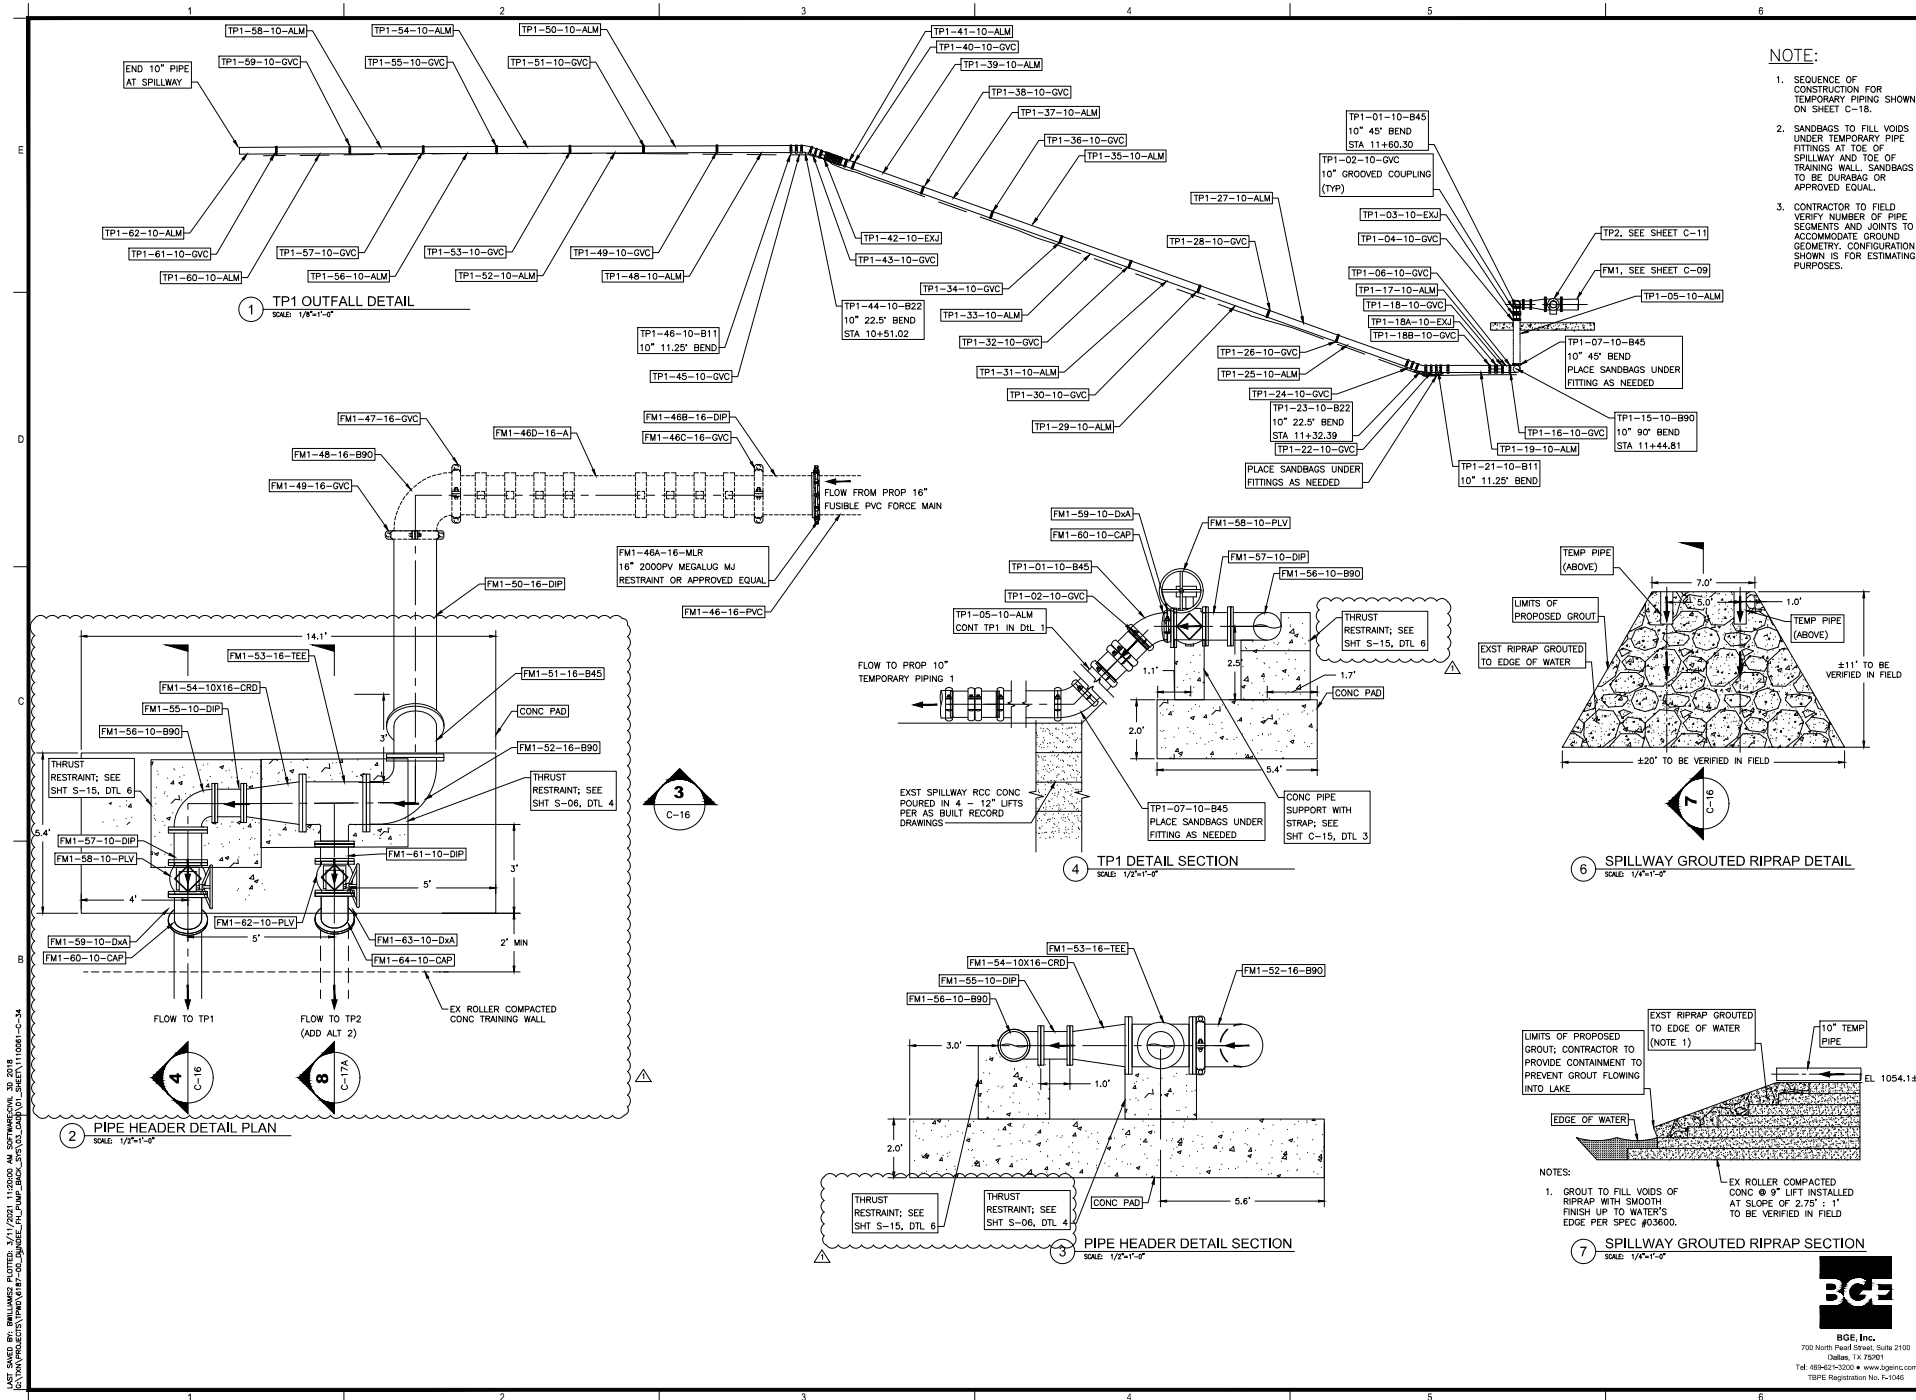 1 2 3 4 5 6
E
D
C
B
TP1-58-10-ALM
TP1-54-10-ALM
TP1-50-10-ALM
TP1-59-10-GVC
TP1-55-10-GVC
TP1-51-10-GVC
END 10" PIPE
AT SPILLWAY
TP1-41-10-ALM
TP1-40-10-GVC
TP1-39-10-ALM
TP1-38-10-GVC
TP1-37-10-ALM
TP1-36-10-GVC
TP1-35-10-ALM
TP1-62-10-ALM
TP1-61-10-GVC
TP1-60-10-ALM
TP1-57-10-GVC
TP1-56-10-ALM
TP1-53-10-GVC
TP1-52-10-ALM
TP1-49-10-GVC
TP1-48-10-ALM
TP1-42-10-EXJ
TP1-43-10-GVC
TP1-44-10-B22
10" 22.5° BEND
STA 10+51.02
TP1-46-10-B11
10" 11.25° BEND
TP1-45-10-GVC
TP1-34-10-GVC
TP1-33-10-ALM
TP1-32-10-GVC
TP1-31-10-ALM
TP1-30-10-GVC
TP1-29-10-ALM
TP1-27-10-ALM
TP1-28-10-GVC
TP1-26-10-GVC
TP1-25-10-ALM
TP1-24-10-GVC
TP1-23-10-B22
10" 22.5° BEND
STA 11+32.39
TP1-22-10-GVC
PLACE SANDBAGS UNDER
FITTINGS AS NEEDED
TP1-01-10-B45
10" 45° BEND
STA 11+60.30
TP1-02-10-GVC
10" GROOVED COUPLING
(TYP)
TP1-03-10-EXJ
TP1-04-10-GVC
TP1-06-10-GVC
TP1-17-10-ALM
TP1-18-10-GVC
TP1-18A-10-EXJ
TP1-18B-10-GVC
TP2, SEE SHEET C-11
FM1, SEE SHEET C-09
TP1-05-10-ALM
TP1-07-10-B45
10" 45° BEND
PLACE SANDBAGS UNDER
FITTING AS NEEDED
TP1-15-10-B90
10" 90° BEND
STA 11+44.81
TP1-16-10-GVC
TP1-19-10-ALM
TP1-21-10-B11
10" 11.25° BEND
1 TP1 OUTFALL DETAIL
SCALE: 1/8"=1'-0"
NOTE:
1. SEQUENCE OF
CONSTRUCTION FOR
TEMPORARY PIPING SHOWN
ON SHEET C-18.
2. SANDBAGS TO FILL VOIDS
UNDER TEMPORARY PIPE
FITTINGS AT TOE OF
SPILLWAY AND TOE OF
TRAINING WALL. SANDBAGS
TO BE DURABAG OR
APPROVED EQUAL.
3. CONTRACTOR TO FIELD
VERIFY NUMBER OF PIPE
SEGMENTS AND JOINTS TO
ACCOMMODATE GROUND
GEOMETRY. CONFIGURATION
SHOWN IS FOR ESTIMATING
PURPOSES.
FM1-47-16-GVC
FM1-48-16-B90
FM1-49-16-GVC
FM1-46D-16-A
FM1-46B-16-DIP
FM1-46C-16-GVC
FLOW FROM PROP 16"
FUSIBLE PVC FORCE MAIN
FM1-46A-16-MLR
16" 2000PV MEGALUG MJ
RESTRAINT OR APPROVED EQUAL
FM1-46-16-PVC
FM1-50-16-DIP
14.1'
FM1-53-16-TEE
FM1-54-10X16-CRD
FM1-55-10-DIP
FM1-56-10-B90
THRUST
RESTRAINT; SEE
SHT S-15, DTL 6
FM1-51-16-B45
CONC PAD
FM1-52-16-B90
THRUST
RESTRAINT; SEE
SHT S-06, DTL 4
3'
5.4'
FM1-57-10-DIP
FM1-58-10-PLV
FM1-61-10-DIP
4'
5'
3'
FM1-62-10-PLV
FM1-59-10-DxA
FM1-60-10-CAP
5'
FM1-63-10-DxA
FM1-64-10-CAP
2' MIN
FLOW TO TP1
FLOW TO TP2
(ADD ALT 2)
EX ROLLER COMPACTED
CONC TRAINING WALL
4
C-16
8
C-17A
3
C-16
1
2 PIPE HEADER DETAIL PLAN
SCALE: 1/2"=1'-0"
FM1-59-10-DxA
FM1-60-10-CAP
FM1-58-10-PLV
TP1-01-10-B45
TP1-02-10-GVC
TP1-05-10-ALM
CONT TP1 IN DtL 1
FM1-57-10-DIP
FM1-56-10-B90
THRUST
RESTRAINT; SEE
SHT S-15, DTL 6
1
FLOW TO PROP 10"
TEMPORARY PIPING 1
1.1'
2.5'
1.7'
CONC PAD
2.0'
5.4'
EXST SPILLWAY RCC CONC
POURED IN 4 - 12" LIFTS
PER AS BUILT RECORD
DRAWINGS
TP1-07-10-B45
PLACE SANDBAGS UNDER
FITTING AS NEEDED
CONC PIPE
SUPPORT WITH
STRAP; SEE
SHT C-15, DTL 3
4 TP1 DETAIL SECTION
SCALE: 1/2"=1'-0"
TEMP PIPE
(ABOVE)
7.0'
5.0'
1.0'
LIMITS OF
PROPOSED GROUT
TEMP PIPE
(ABOVE)
EXST RIPRAP GROUTED
TO EDGE OF WATER
±11' TO BE
VERIFIED IN FIELD
±20' TO BE VERIFIED IN FIELD
7
C-16
6 SPILLWAY GROUTED RIPRAP DETAIL
SCALE: 1/4"=1'-0"
FM1-53-16-TEE
FM1-54-10X16-CRD
FM1-55-10-DIP
FM1-56-10-B90
FM1-52-16-B90
3.0'
1.0'
2.0'
5.6'
THRUST
RESTRAINT; SEE
SHT S-15, DTL 6
THRUST
RESTRAINT; SEE
SHT S-06, DTL 4
CONC PAD
1
3 PIPE HEADER DETAIL SECTION
SCALE: 1/2"=1'-0"
LIMITS OF PROPOSED
GROUT; CONTRACTOR TO
PROVIDE CONTAINMENT TO
PREVENT GROUT FLOWING
INTO LAKE
EXST RIPRAP GROUTED
TO EDGE OF WATER
(NOTE 1)
10" TEMP
PIPE
EL 1054.1±
EDGE OF WATER
NOTES:
1. GROUT TO FILL VOIDS OF
RIPRAP WITH SMOOTH
FINISH UP TO WATER'S
EDGE PER SPEC #03600.
EX ROLLER COMPACTED
CONC @ 9" LIFT INSTALLED
AT SLOPE OF 2.75' : 1'
TO BE VERIFIED IN FIELD
7 SPILLWAY GROUTED RIPRAP SECTION
SCALE: 1/4"=1'-0"
BGE
BGE, Inc.
700 North Pearl Street, Suite 2100
Dallas, TX 75201
Tel: 469-621-3200 • www.bgeinc.com
TBPE Registration No. F-1046
LAST SAVED BY: BWILLIAMS2 PLOTTED: 3/11/2021 11:20:00 AM SOFTWARE:CIVIL 3D 2018
1 2 3 4 5 6